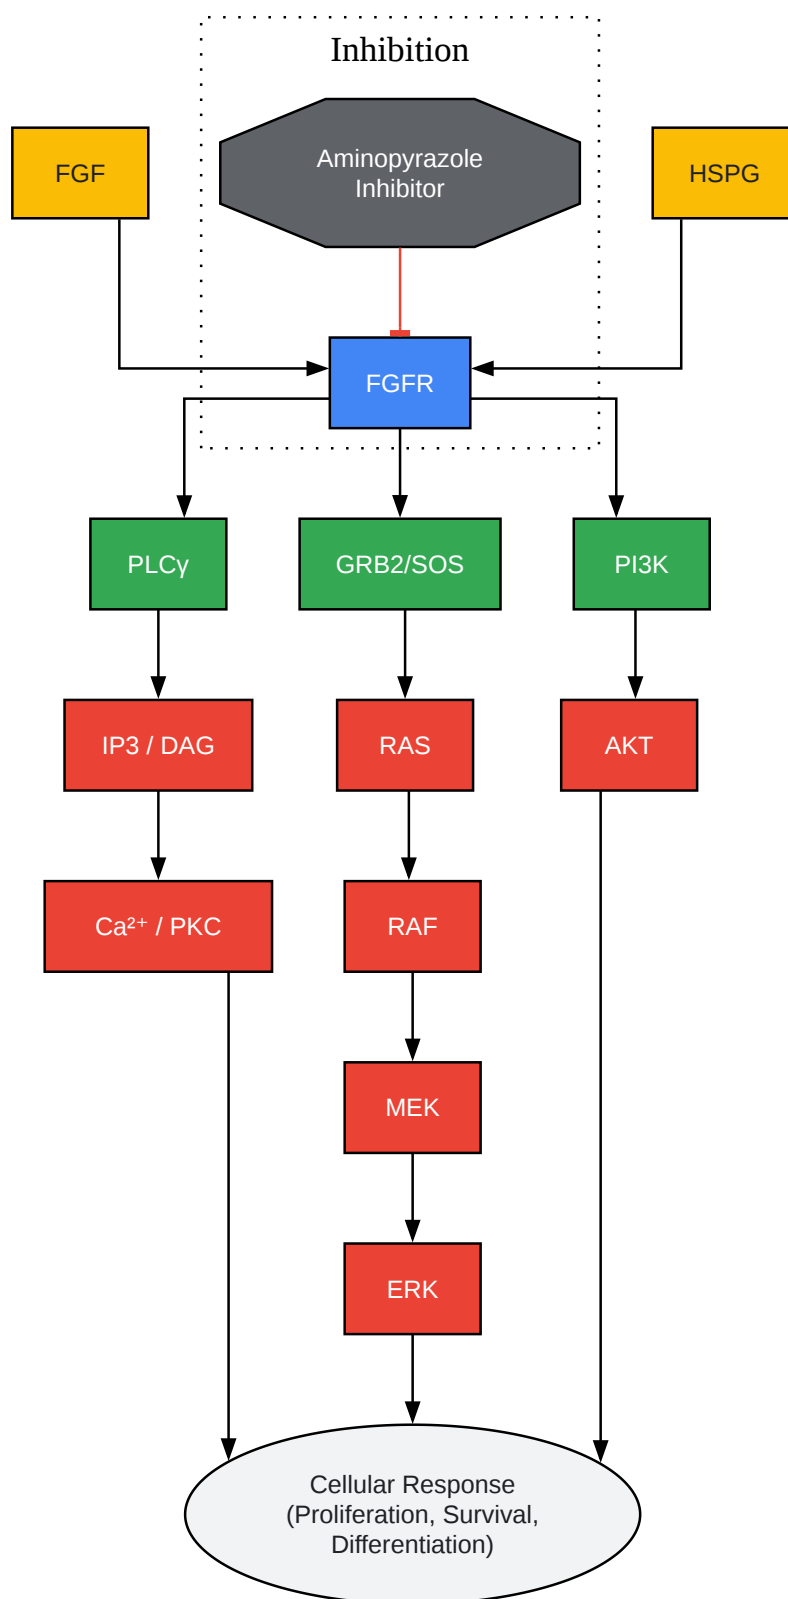 Inhibition
Aminopyrazole
Inhibitor
FGF
HSPG
FGFR
PLCγ
GRB2/SOS
PI3K
IP3 / DAG
RAS
AKT
Ca²⁺ / PKC
RAF
MEK
ERK
Cellular Response
(Proliferation, Survival,
Differentiation)